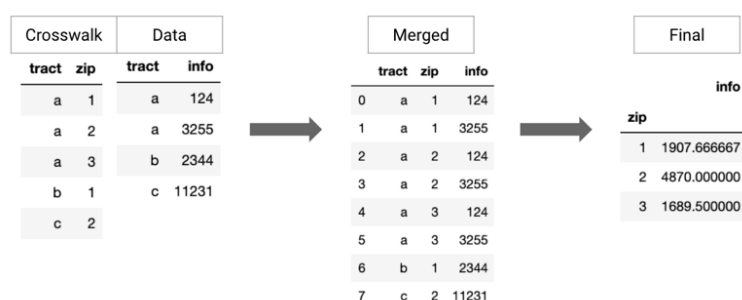 Crosswalk Data
tract zip
a 1
a 2
a 3
b 1
c 2
tract info
a 124
a 3255
b 2344
c 11231
Merged
tract zip info
0 a 1 124
1 a 1 3255
2 a 2 124
3 a 2 3255
4 a 3 124
5 a 3 3255
6 b 1 2344
7 c 2 11231
Final
info
zip
1 1907.666667
2 4870.000000
3 1689.500000